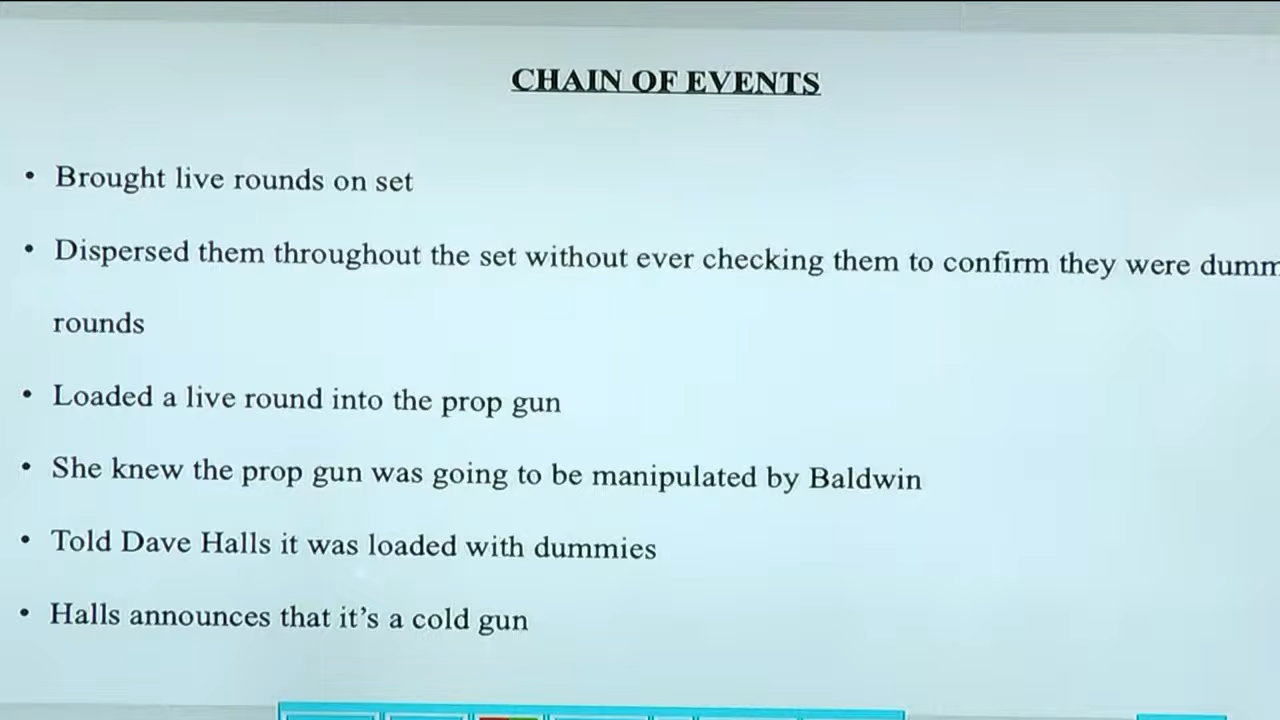 CHAIN OF EVENTS
• Brought live rounds on set
• Dispersed them throughout the set without ever checking them to confirm they were dumm
rounds
• Loaded a live round into the prop gun
• She knew the prop gun was going to be manipulated by Baldwin
• Told Dave Halls it was loaded with dummies
• Halls announces that it’s a cold gun